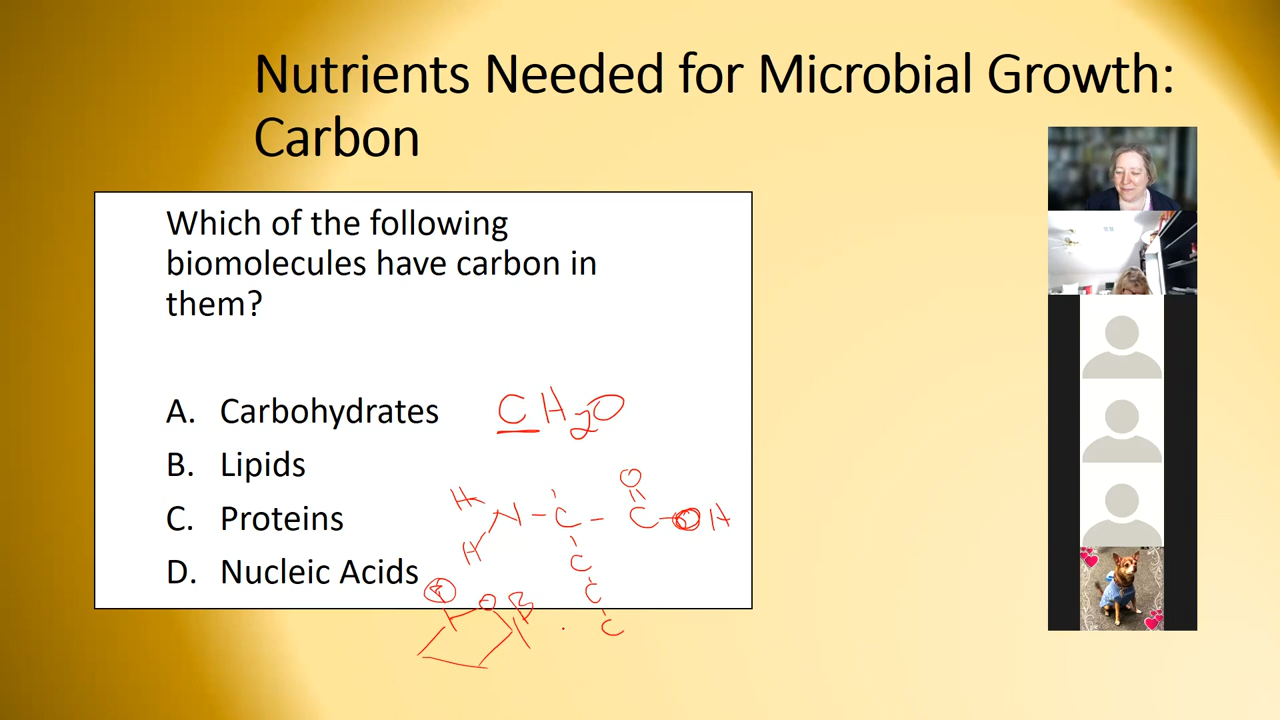 Nutrients Needed for Microbial Growth:
Carbon
Which of the following
biomolecules have carbon in
them?
A. Carbohydrates CH2O
B. Lipids
O
C. Proteins H N - C - C - OH
H
C
D. Nucleic Acids
C
O B
C